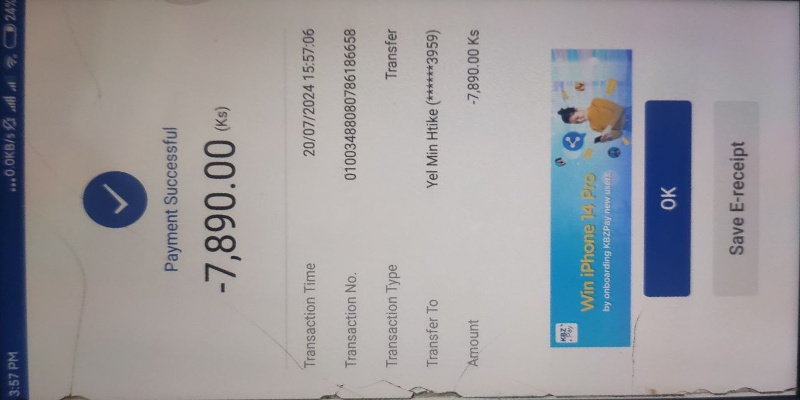 3:57 PM
...0.0KB/s
24%
Payment Successful
-7,890.00 (Ks)
Transaction Time 20/07/2024 15:57:06
Transaction No. 01003488080786186658
Transaction Type Transfer
Transfer To Yel Min Htike (******3959)
Amount -7,890.00 Ks
KBZ
Pay
Win iPhone 14 Pro
by onboarding KBZPay new user!
OK
Save E-receipt